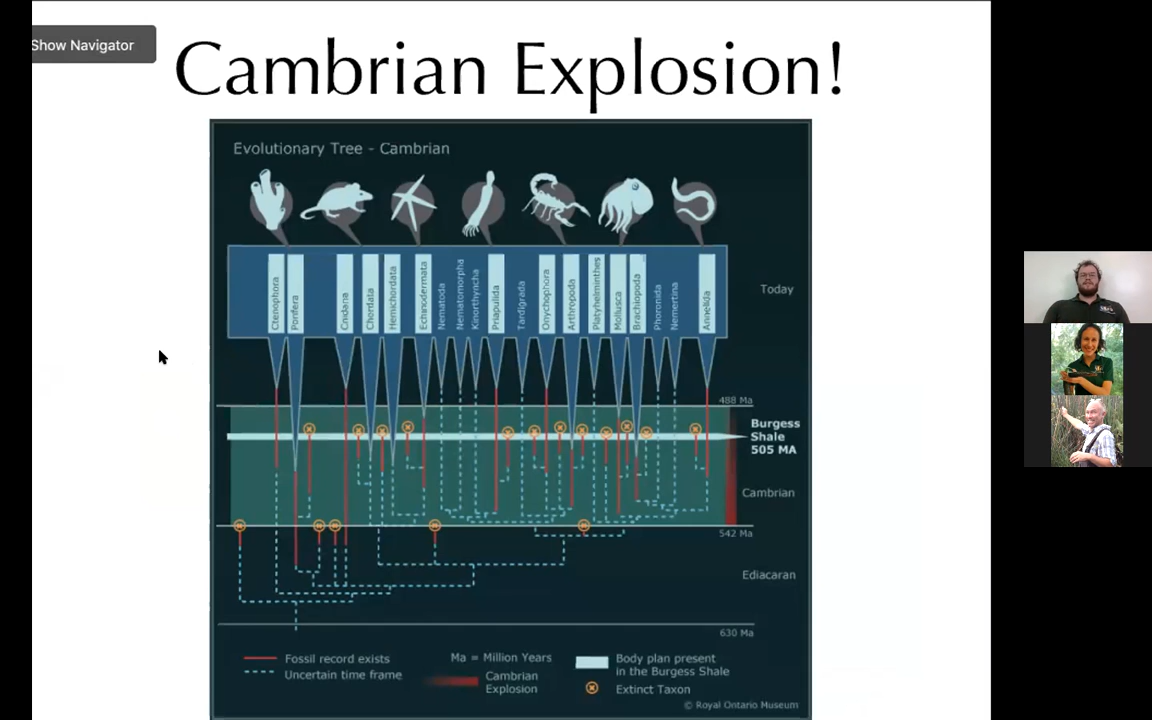 Show Navigator
Cambrian Explosion!
Evolutionary Tree - Cambrian
Ctenophora
Porifera
Cnidaria
Chordata
Hemichordata
Echinodermata
Nematoda
Nematomorpha
Kinorhyncha
Priapulida
Tardigrada
Onychophora
Arthropoda
Platyhelminthes
Mollusca
Brachiopoda
Phoronida
Nemertina
Annelida
Today
488 Ma
Burgess
Shale
505 MA
Cambrian
542 Ma
Ediacaran
630 Ma
Fossil record exists
Uncertain time frame
Ma = Million Years
Cambrian
Explosion
Body plan present
in the Burgess Shale
Extinct Taxon
© Royal Ontario Museum